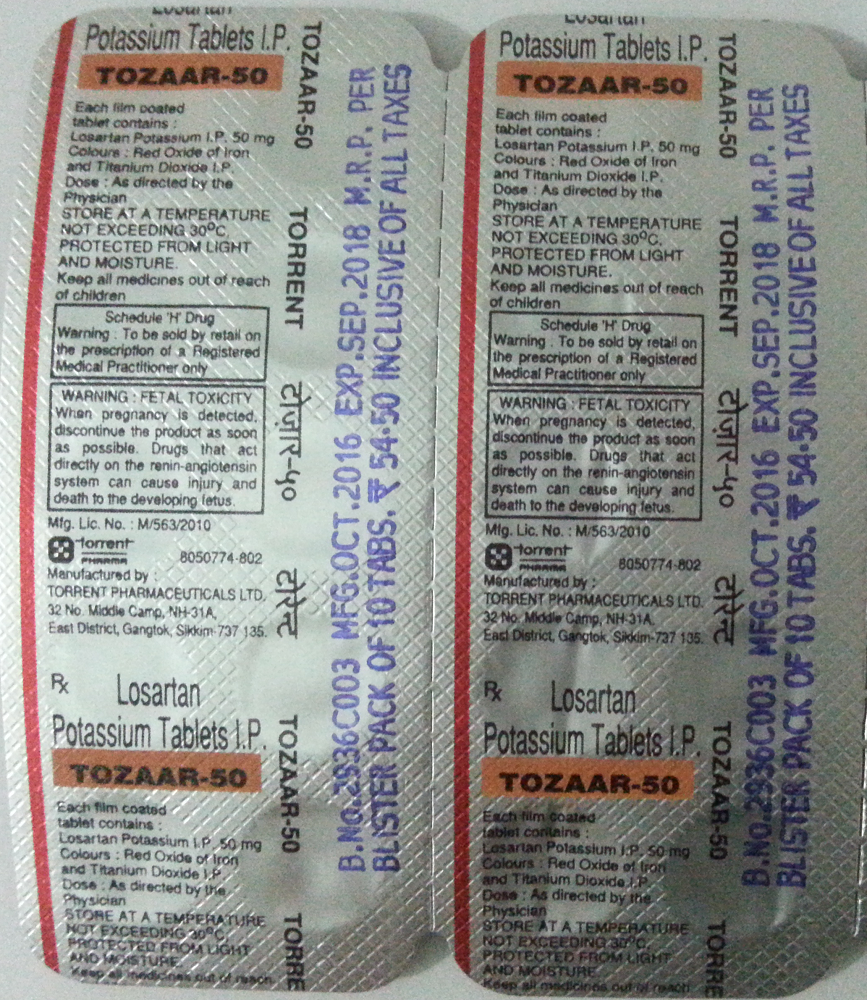 Losartan
Potassium Tablets I.P.
TOZAAR-50
Each film coated
tablet contains :
Losartan Potassium I.P. 50 mg
Colours : Red Oxide of Iron
and Titanium Dioxide I.P.
Dose : As directed by the
Physician
STORE AT A TEMPERATURE
NOT EXCEEDING 30ºC,
PROTECTED FROM LIGHT
AND MOISTURE.
Keep all medicines out of reach
of children
Schedule 'H' Drug
Warning : To be sold by retail on
the prescription of a Registered
Medical Practitioner only
WARNING : FETAL TOXICITY
When pregnancy is detected,
discontinue the product as soon
as possible. Drugs that act
directly on the renin-angiotensin
system can cause injury and
death to the developing fetus.
Mfg. Lic. No. : M/563/2010
torrent
PHARMA
8050774-802
Manufactured by :
TORRENT PHARMACEUTICALS LTD.
32 No. Middle Camp, NH-31A,
East District, Gangtok, Sikkim-737 135.
Rx Losartan
Potassium Tablets I.P.
TOZAAR-50
Each film coated
tablet contains :
Losartan Potassium I.P. 50 mg
Colours : Red Oxide of Iron
and Titanium Dioxide I.P.
Dose : As directed by the
Physician
STORE AT A TEMPERATURE
NOT EXCEEDING 30ºC,
PROTECTED FROM LIGHT
AND MOISTURE.
Keep all medicines out of reach
TOZAAR-50 TORRENT टोज़ार-५० टोरेन्ट TOZAAR-50 TORRE
B.No.2936C003 MFG.OCT.2016 EXP.SEP.2018 M.R.P. PER
BLISTER PACK OF 10 TABS. ₹ 54.50 INCLUSIVE OF ALL TAXES
Losartan
Potassium Tablets I.P.
TOZAAR-50
Each film coated
tablet contains :
Losartan Potassium I.P. 50 mg
Colours : Red Oxide of Iron
and Titanium Dioxide I.P.
Dose : As directed by the
Physician
STORE AT A TEMPERATURE
NOT EXCEEDING 30ºC,
PROTECTED FROM LIGHT
AND MOISTURE.
Keep all medicines out of reach
of children
Schedule 'H' Drug
Warning : To be sold by retail on
the prescription of a Registered
Medical Practitioner only
WARNING : FETAL TOXICITY
When pregnancy is detected,
discontinue the product as soon
as possible. Drugs that act
directly on the renin-angiotensin
system can cause injury and
death to the developing fetus.
Mfg. Lic. No. : M/563/2010
torrent
PHARMA
8050774-802
Manufactured by :
TORRENT PHARMACEUTICALS LTD.
32 No. Middle Camp, NH-31A,
East District, Gangtok, Sikkim-737 135.
Rx Losartan
Potassium Tablets I.P.
TOZAAR-50
Each film coated
tablet contains :
Losartan Potassium I.P. 50 mg
Colours : Red Oxide of Iron
and Titanium Dioxide I.P.
Dose : As directed by the
Physician
STORE AT A TEMPERATURE
NOT EXCEEDING 30ºC,
PROTECTED FROM LIGHT
AND MOISTURE
Keep all medicines out of reach
TOZAAR-50 TORRENT टोज़ार-५० टोरेन्ट TOZAAR-50 TORRE
B.No.2936C003 MFG.OCT.2016 EXP.SEP.2018 M.R.P. PER
BLISTER PACK OF 10 TABS. ₹ 54.50 INCLUSIVE OF ALL TAXES